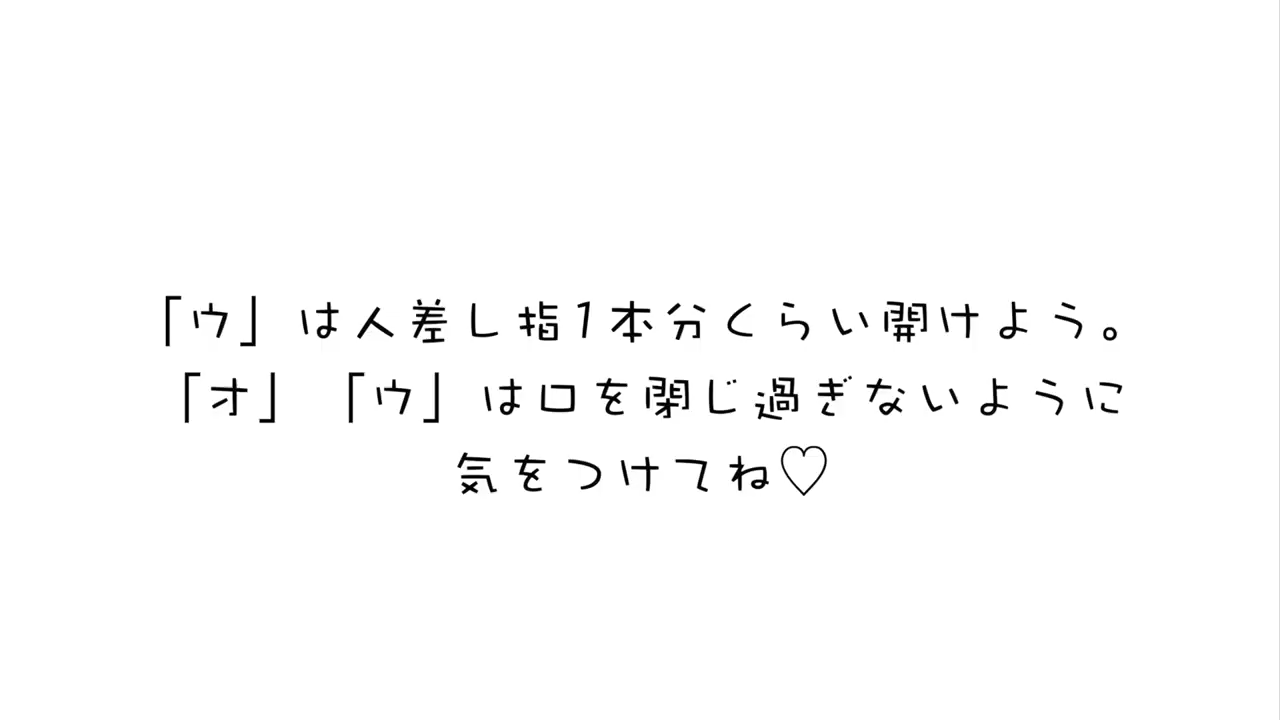 「ウ」は人差し指1本分くらい開けよう。
「オ」「ウ」は口を閉じ過ぎないように
気をつけてね♡